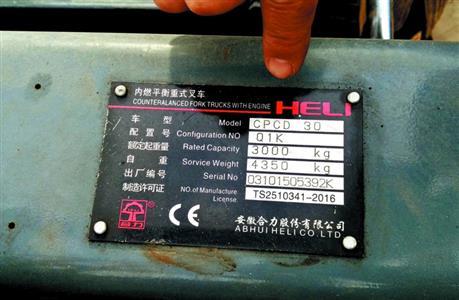 内燃平衡重式叉车
COUNTERALANCED FORK TRUCKS WITH ENGINE HELI
车 型 Model CPCD 30
配 置 号 Configuration NO Q1K
额定起重量 Rated Capacity 3000 kg
自 重 Sorvice Weight 4350 kg
出厂编号 Serial No 03101505392K
制造许可证 NO. of Manufacture License. TS2510341-2016
合力 CE 安徽合力股份有限公司
ABHUI HELI CO. LTD